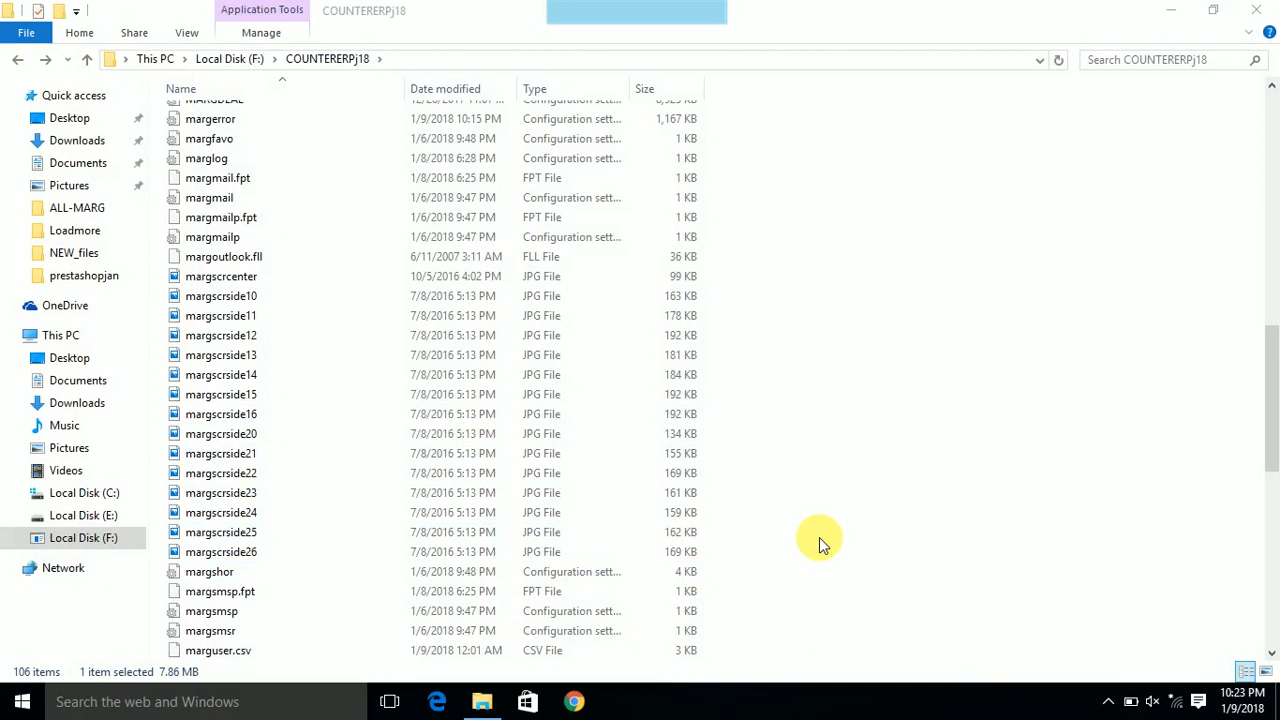 Application Tools
COUNTERERPj18
File
Home
Share
View
Manage
This PC
Local Disk (F:)
COUNTERERPj18
Search COUNTERERPj18
Name
Date modified
Type
Size
Quick access
Desktop
Downloads
Documents
Pictures
ALL-MARG
Loadmore
NEW_files
prestashopjan
OneDrive
This PC
Desktop
Documents
Downloads
Music
Pictures
Videos
Local Disk (C:)
Local Disk (E:)
Local Disk (F:)
Network
margerror 1/9/2018 10:15 PM Configuration sett... 1,167 KB
margfavo 1/6/2018 9:48 PM Configuration sett... 1 KB
marglog 1/8/2018 6:28 PM Configuration sett... 1 KB
margmail.fpt 1/8/2018 6:25 PM FPT File 1 KB
margmail 1/6/2018 9:47 PM Configuration sett... 1 KB
margmailp.fpt 1/6/2018 9:47 PM FPT File 1 KB
margmailp 1/6/2018 9:47 PM Configuration sett... 1 KB
margoutlook.fll 6/11/2007 3:11 AM FLL File 36 KB
margscrcenter 10/5/2016 4:02 PM JPG File 99 KB
margscrside10 7/8/2016 5:13 PM JPG File 163 KB
margscrside11 7/8/2016 5:13 PM JPG File 178 KB
margscrside12 7/8/2016 5:13 PM JPG File 192 KB
margscrside13 7/8/2016 5:13 PM JPG File 181 KB
margscrside14 7/8/2016 5:13 PM JPG File 184 KB
margscrside15 7/8/2016 5:13 PM JPG File 192 KB
margscrside16 7/8/2016 5:13 PM JPG File 192 KB
margscrside20 7/8/2016 5:13 PM JPG File 134 KB
margscrside21 7/8/2016 5:13 PM JPG File 155 KB
margscrside22 7/8/2016 5:13 PM JPG File 169 KB
margscrside23 7/8/2016 5:13 PM JPG File 161 KB
margscrside24 7/8/2016 5:13 PM JPG File 159 KB
margscrside25 7/8/2016 5:13 PM JPG File 162 KB
margscrside26 7/8/2016 5:13 PM JPG File 169 KB
margshor 1/6/2018 9:48 PM Configuration sett... 4 KB
margsmsp.fpt 1/8/2018 6:25 PM FPT File 1 KB
margsmsp 1/6/2018 9:47 PM Configuration sett... 1 KB
margsmsr 1/6/2018 9:47 PM Configuration sett... 1 KB
marguser.csv 1/9/2018 12:01 AM CSV File 3 KB
106 items
1 item selected 7.86 MB
Search the web and Windows
10:23 PM
1/9/2018